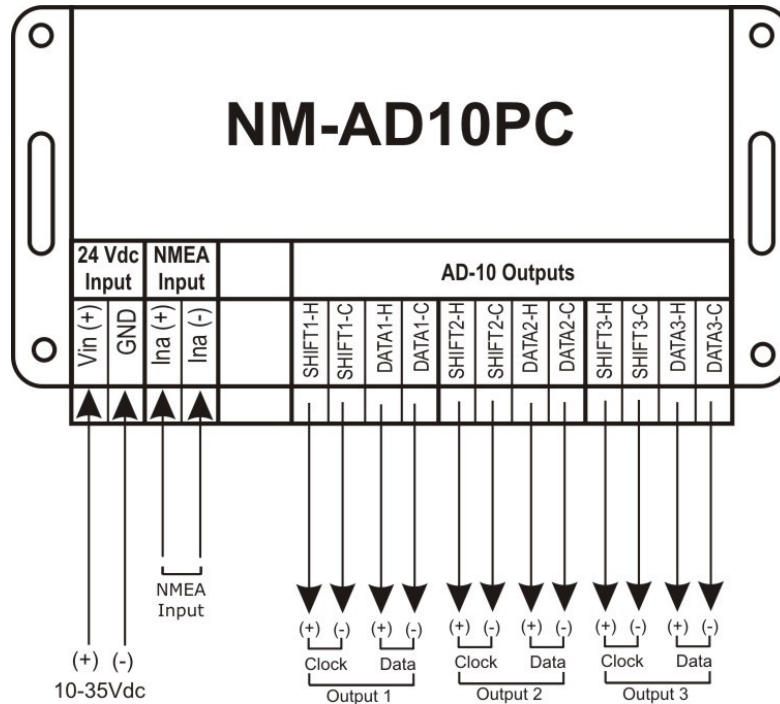 NM-AD10PC
24 Vdc
Input
NMEA
Input
AD-10 Outputs
Vin (+)
GND
Ina (+)
Ina (-)
SHIFT1-H
SHIFT1-C
DATA1-H
DATA1-C
SHIFT2-H
SHIFT2-C
DATA2-H
DATA2-C
SHIFT3-H
SHIFT3-C
DATA3-H
DATA3-C
NMEA
Input
(+) (-)
10-35Vdc
(+) (-) (+) (-)
Clock Data
Output 1
(+) (-) (+) (-)
Clock Data
Output 2
(+) (-) (+) (-)
Clock Data
Output 3